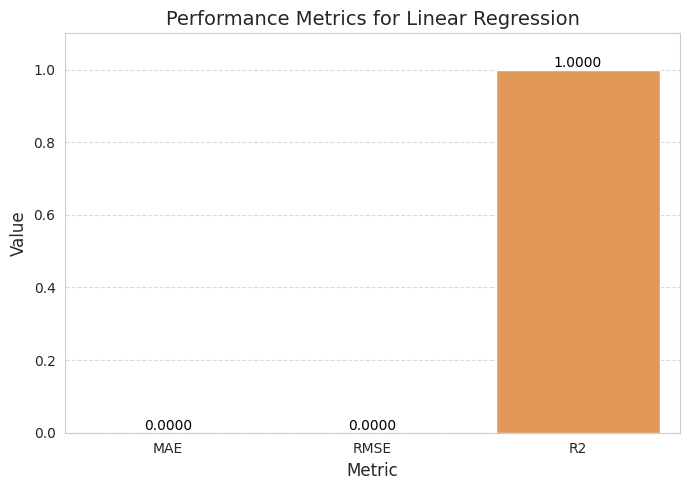 Performance Metrics for Linear Regression
1.0000
1.0
0.8
0.6
Value
0.4
0.2
0.0000 0.0000
0.0
MAE RMSE R2
Metric